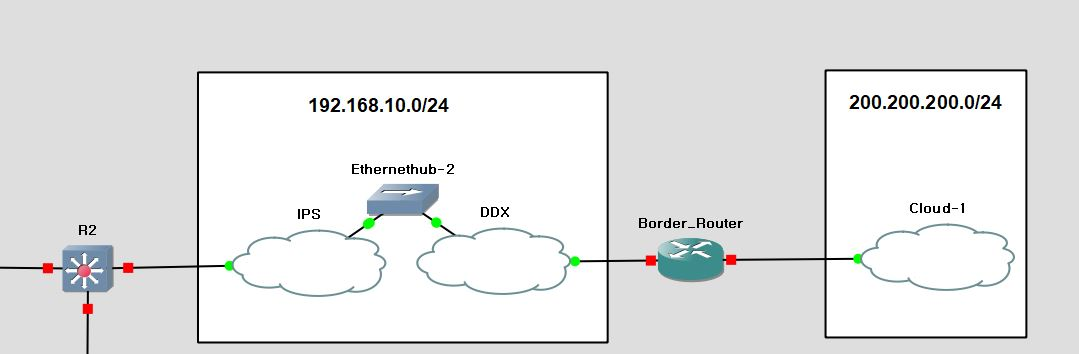 192.168.10.0/24
200.200.200.0/24
Ethernethub-2
IPS
DDX
Cloud-1
R2
Border_Router